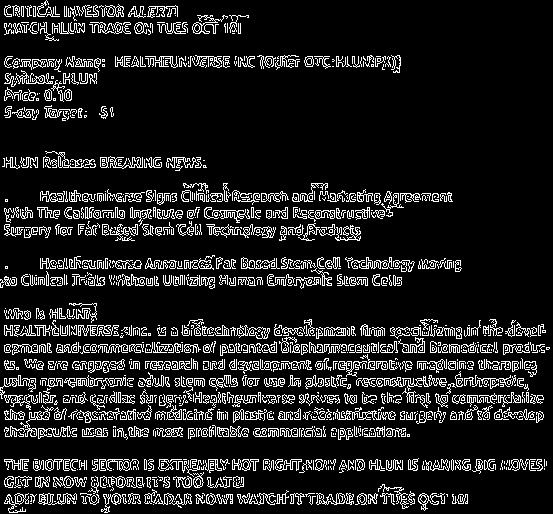 CRITICAL INVESTOR ALERT!
WATCH HLUN TRADE ON TUES OCT 10!
Company Name: HEALTHEUNIVERSE INC (Other OTC:HLUN.PK)
Symbol: HLUN
Price: 0.10
5-day Target: $1
HLUN Releases BREAKING NEWS:
. Healtheuniverse Signs Clinical Research and Marketing Agreement
With The California Institute of Cosmetic and Reconstructive
Surgery for Fat Based Stem Cell Technology and Products
. Healtheuniverse Announces Fat Based Stem Cell Technology Moving
to Clinical Trials Without Utilizing Human Embryonic Stem Cells
Who is HLUN?
HEALTHEUNIVERSE, Inc. is a biotechnology development firm specializing in the devel-
opment and commercialization of patented biopharmaceutical and biomedical produc-
ts. We are engaged in research and development of regenerative medicine therapies
using non-embryonic adult stem cells for use in plastic, reconstructive, orthopedic,
vascular, and cardiac surgery. Healtheuniverse strives to be the first to commercialize
the use of regenerative medicine in plastic and reconstructive surgery and to develop
therapeutic uses in the most profitable commercial applications.
THE BIOTECH SECTOR IS EXTREMELY HOT RIGHT NOW AND HLUN IS MAKING BIG MOVES!
GET IN NOW BEFORE IT'S TOO LATE!
ADD HLUN TO YOUR RADAR NOW! WATCH IT TRADE ON TUES OCT 10!